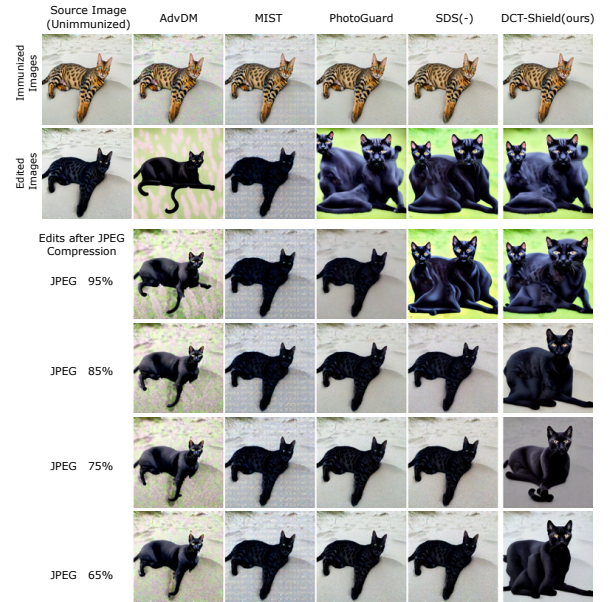 Source Image
(Unimmunized)
AdvDM
MIST
PhotoGuard
SDS(-)
DCT-Shield(ours)
Immunized
Images
Edited
Images
Edits after JPEG
Compression
JPEG 95%
JPEG 85%
JPEG 75%
JPEG 65%